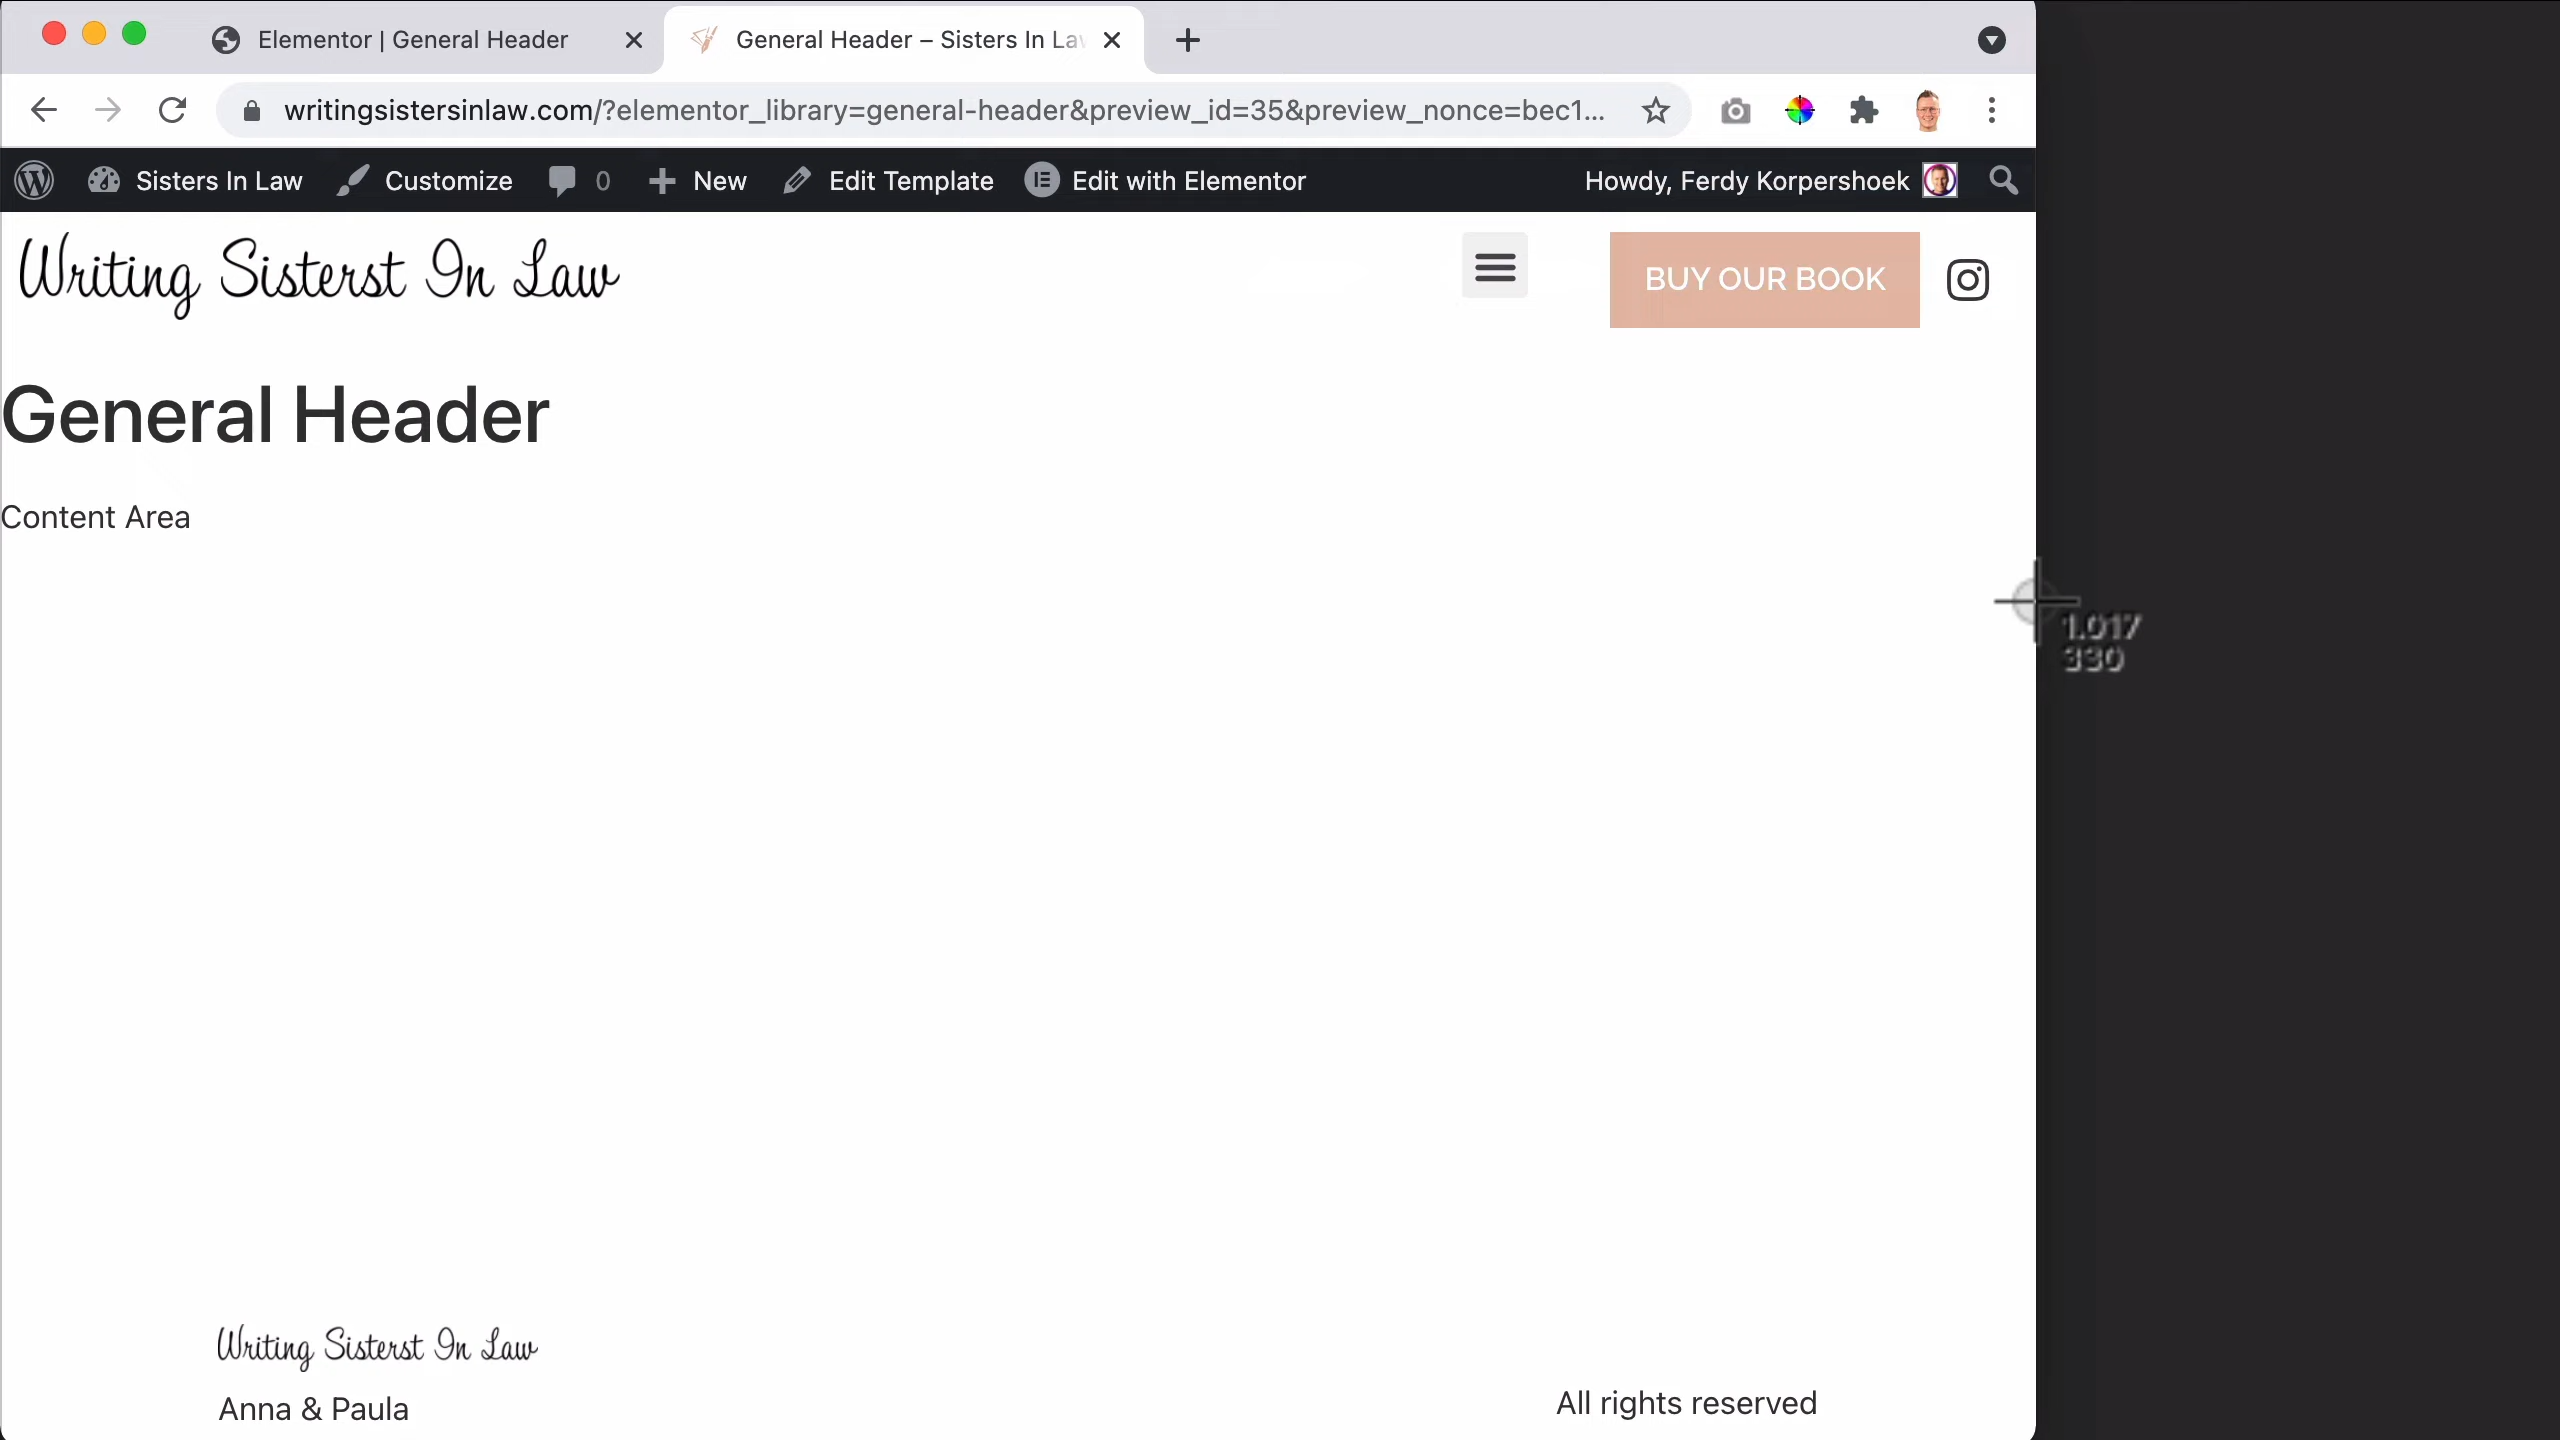 Elementor | General Header
General Header – Sisters In Law
writingsistersinlaw.com/?elementor_library=general-header&preview_id=35&preview_nonce=bec1...
Sisters In Law Customize 0 New Edit Template Edit with Elementor Howdy, Ferdy Korpershoek
Writing Sisterst In Law
BUY OUR BOOK
General Header
Content Area
1.017
330
Writing Sisterst In Law
Anna & Paula
All rights reserved